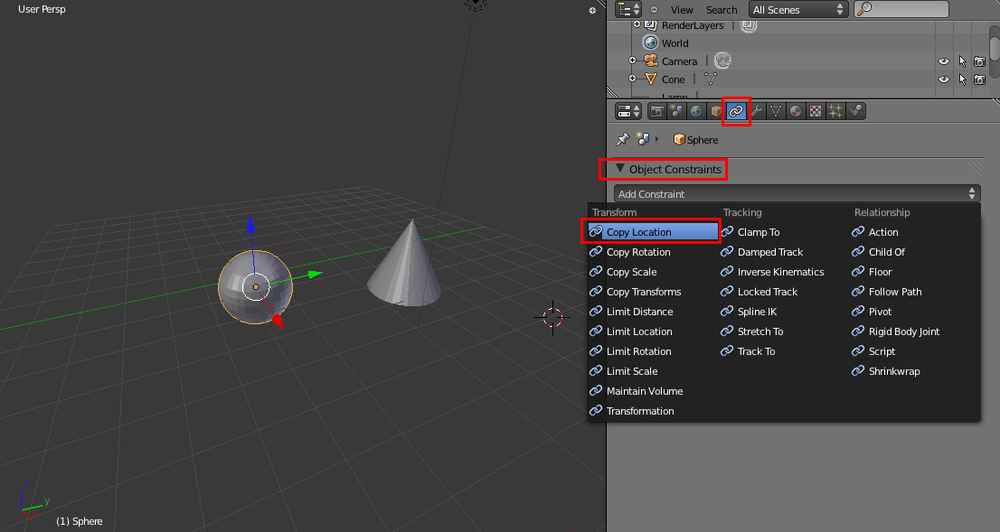 User Persp
View Search All Scenes
RenderLayers |
World
Camera |
Cone |
Lamp
Sphere
Object Constraints
Add Constraint
Transform
Copy Location
Copy Rotation
Copy Scale
Copy Transforms
Limit Distance
Limit Location
Limit Rotation
Limit Scale
Maintain Volume
Transformation
Tracking
Clamp To
Damped Track
Inverse Kinematics
Locked Track
Spline IK
Stretch To
Track To
Relationship
Action
Child Of
Floor
Follow Path
Pivot
Rigid Body Joint
Script
Shrinkwrap
z
y
(1) Sphere